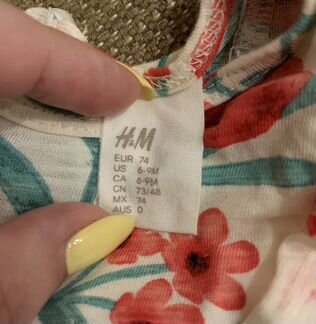 H&M
EUR 74
US 6-9M
CA 6-9M
CN 73/48
MX 74
AUS 0